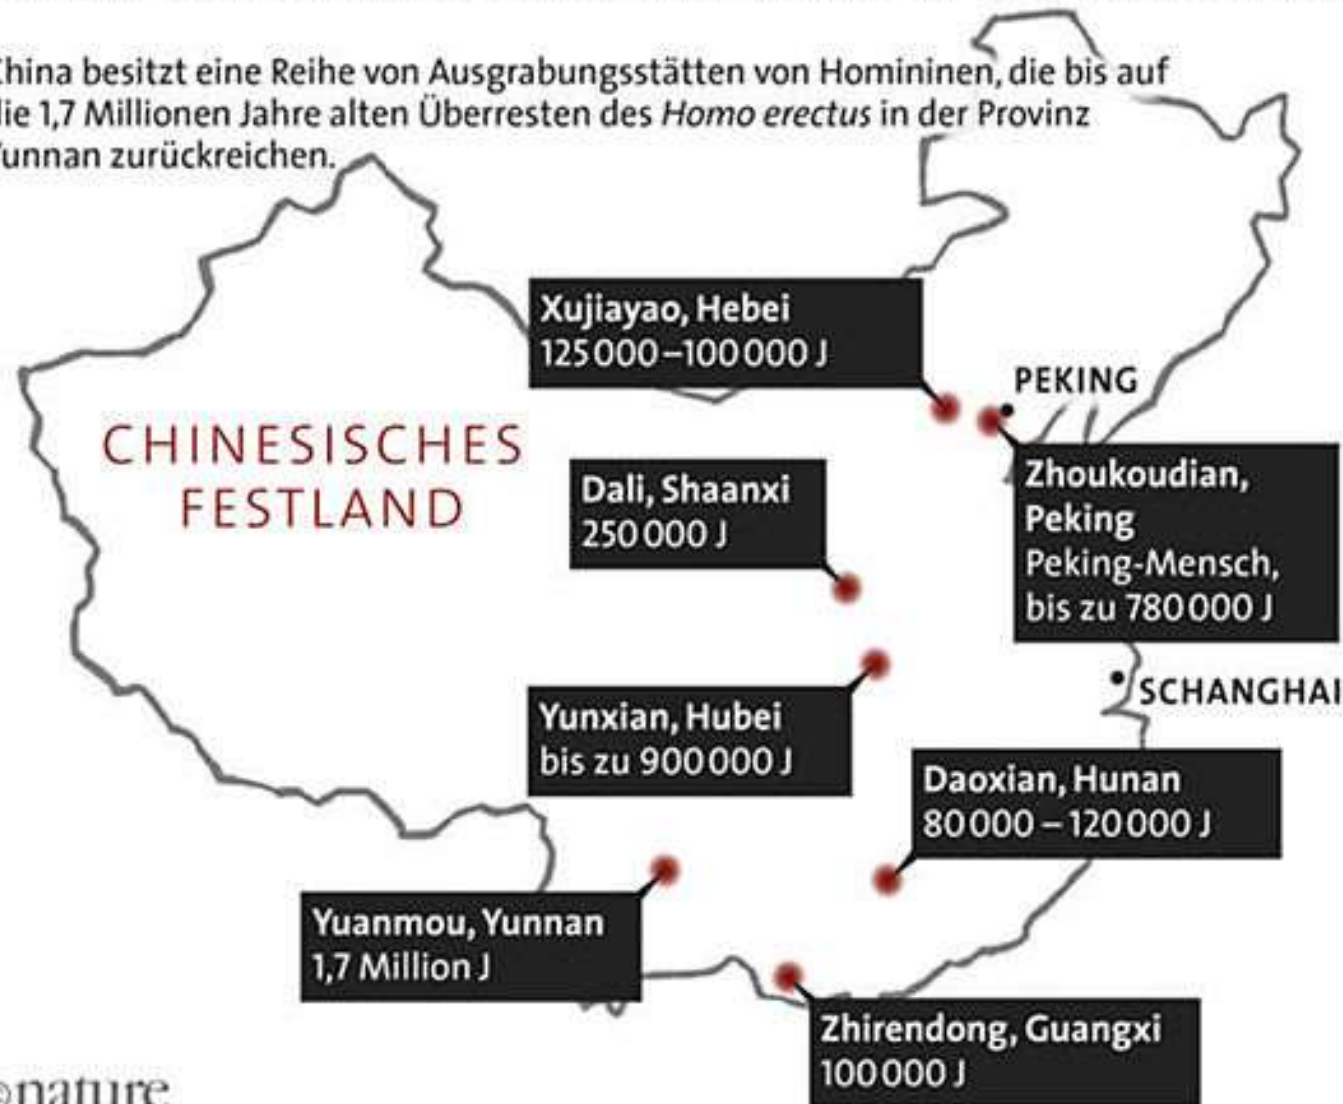 China besitzt eine Reihe von Ausgrabungsstätten von Homininen, die bis auf
die 1,7 Millionen Jahre alten Überresten des Homo erectus in der Provinz
Yunnan zurückreichen.
Xujiayao, Hebei
125 000–100 000 J
PEKING
CHINESISCHES
FESTLAND
Dali, Shaanxi
250 000 J
Zhoukoudian,
Peking
Peking-Mensch,
bis zu 780 000 J
SCHANGHAI
Yunxian, Hubei
bis zu 900 000 J
Daoxian, Hunan
80 000 – 120 000 J
Yuanmou, Yunnan
1,7 Million J
Zhirendong, Guangxi
100 000 J
©nature